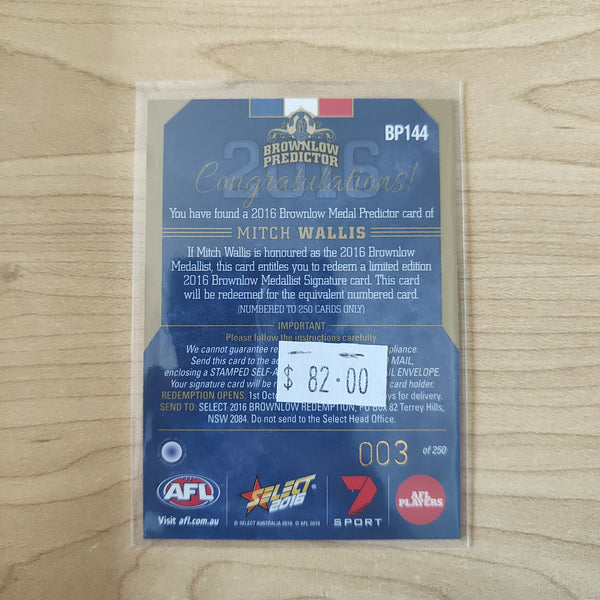 BP144
2016
BROWNLOW
PREDICTOR
Congratulations!
You have found a 2016 Brownlow Medal Predictor card of
MITCH WALLIS
If Mitch Wallis is honoured as the 2016 Brownlow
Medallist, this card entitles you to redeem a limited edition
2016 Brownlow Medallist Signature card. This card
will be redeemed for the equivalent numbered card.
(NUMBERED TO 250 CARDS ONLY)
IMPORTANT
Please follow the instructions carefully.
We cannot guarantee re pliance.
Send this card to the ad MAIL,
enclosing a STAMPED SELF-A IL ENVELOPE.
Your signature card will be r card holder.
REDEMPTION OPENS: 1st Octo ys for delivery.
SEND TO: SELECT 2016 BROWNLOW REDEMPTION, PO Box 82 Terrey Hills,
NSW 2084. Do not send to the Select Head Office.
$ 82.00
003 of 250
AFL
Visit afl.com.au
SELECT
2016
© SELECT AUSTRALIA 2016 © AFL 2016
7
SPORT
AFL
PLAYERS